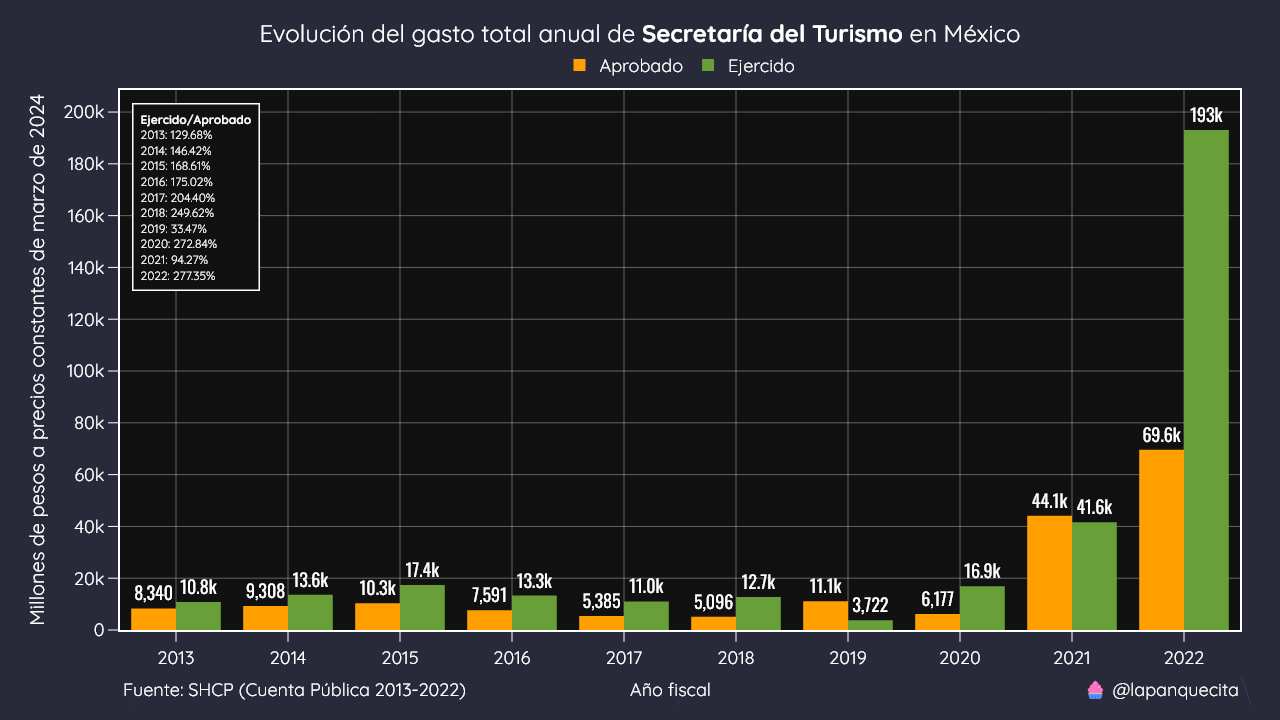 Evolución del gasto total anual de Secretaría del Turismo en México
Aprobado Ejercido
Millones de pesos a precios constantes de marzo de 2024
200k
180k
160k
140k
120k
100k
80k
60k
40k
20k
0
Ejercido/Aprobado
2013: 129.68%
2014: 146.42%
2015: 168.61%
2016: 175.02%
2017: 204.40%
2018: 249.62%
2019: 33.47%
2020: 272.84%
2021: 94.27%
2022: 277.35%
8,340 10.8k
9,308 13.6k
10.3k 17.4k
7,591 13.3k
5,385 11.0k
5,096 12.7k
11.1k 3,722
6,177 16.9k
44.1k 41.6k
69.6k 193k
2013 2014 2015 2016 2017 2018 2019 2020 2021 2022
Fuente: SHCP (Cuenta Pública 2013-2022) Año fiscal @lapanquecita